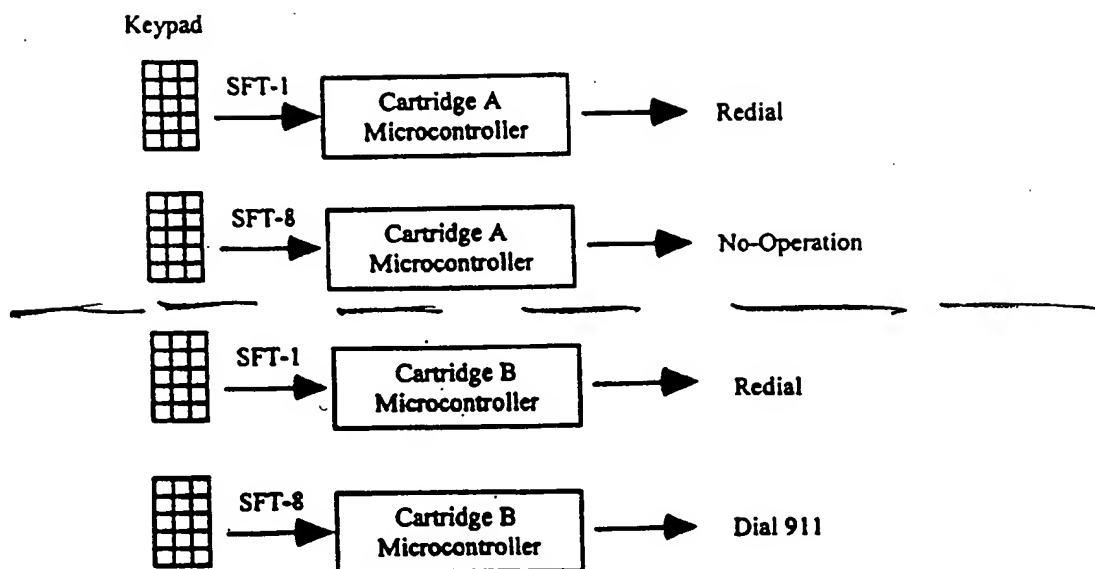 Keypad
SFT-1
Cartridge A
Microcontroller
Redial
SFT-8
Cartridge A
Microcontroller
No-Operation
SFT-1
Cartridge B
Microcontroller
Redial
SFT-8
Cartridge B
Microcontroller
Dial 911